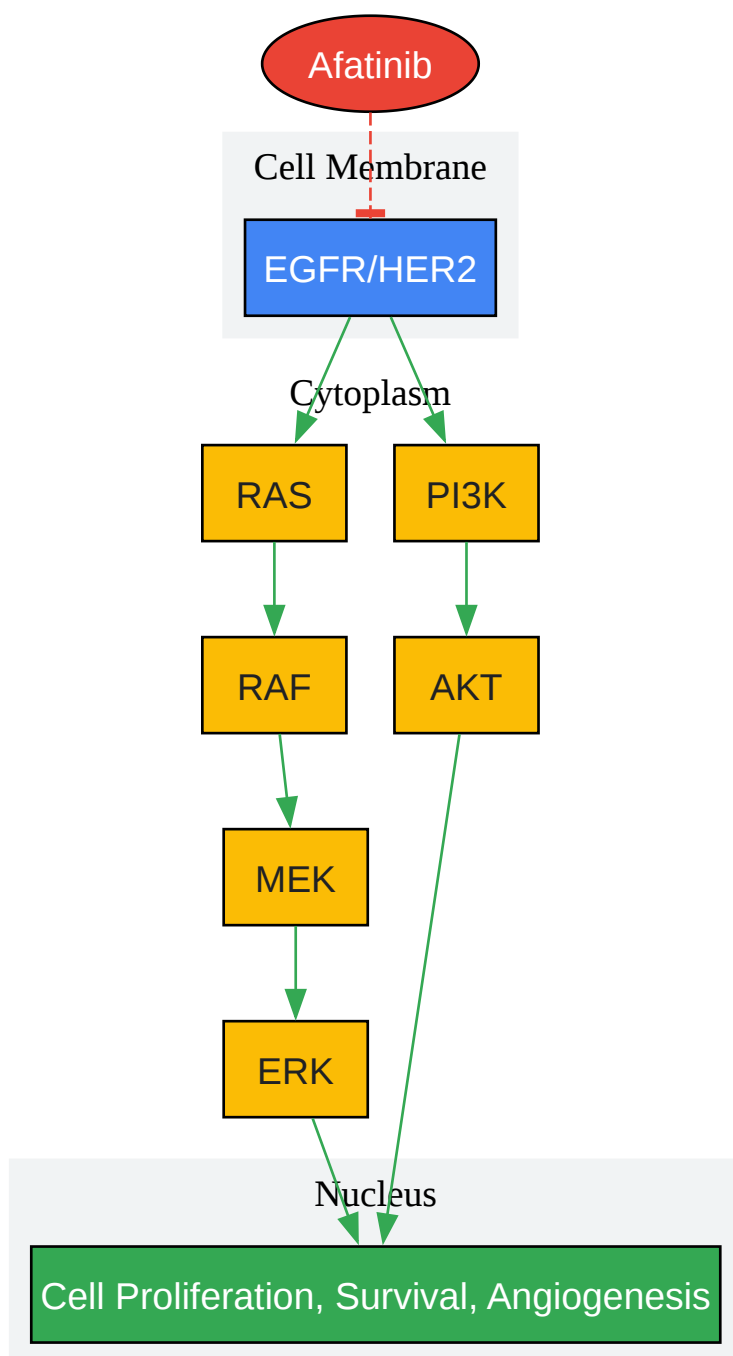 Afatinib
Cell Membrane
EGFR/HER2
Cytoplasm
RAS
PI3K
RAF
AKT
MEK
ERK
Nucleus
Cell Proliferation, Survival, Angiogenesis